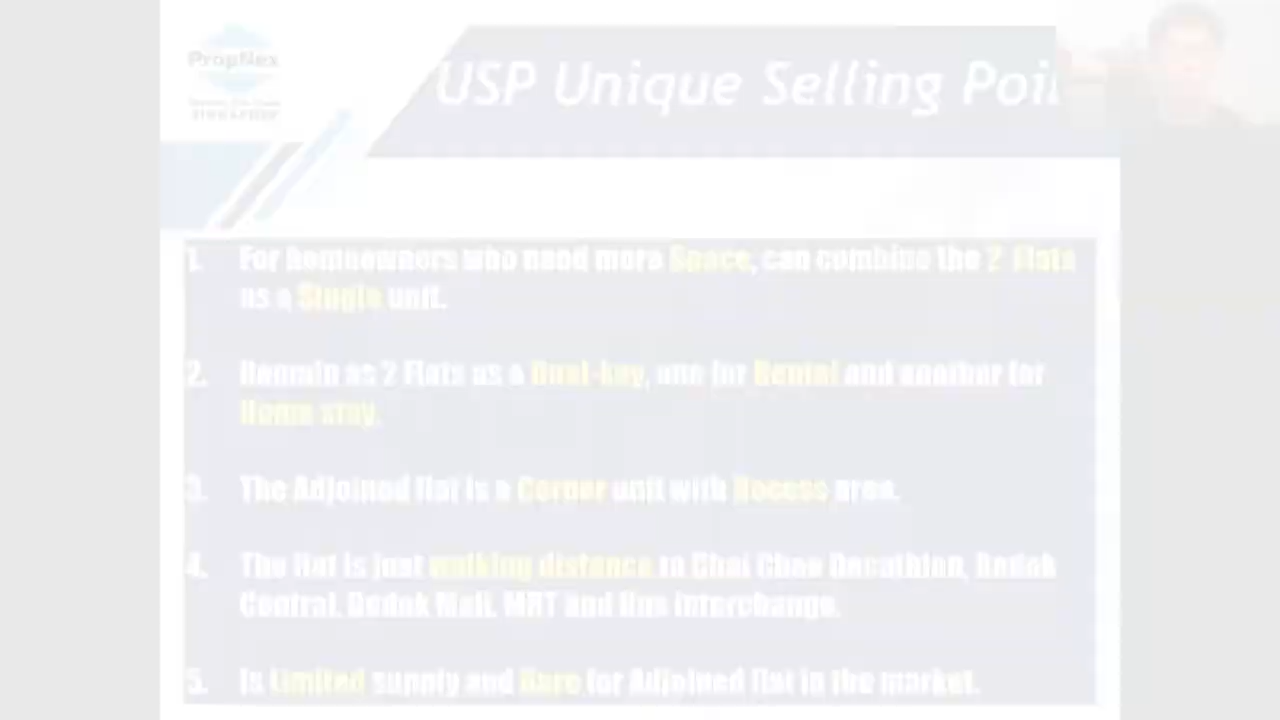 PropNex
SINGAPORE
USP Unique Selling Poi
1. For homeowners who need more Space, can combine the 2 Flats
as a Single unit.
2. Remain as 2 Flats as a Dual-key, one for Rental and another for
Home stay.
3. The Adjoined flat is a Corner unit with Recess area.
4. The flat is just walking distance to Chai Chee Decathlon, Bedok
Central, Bedok Mall, MRT and Bus interchange.
5. Is Limited supply and Rare for Adjoined flat in the market.